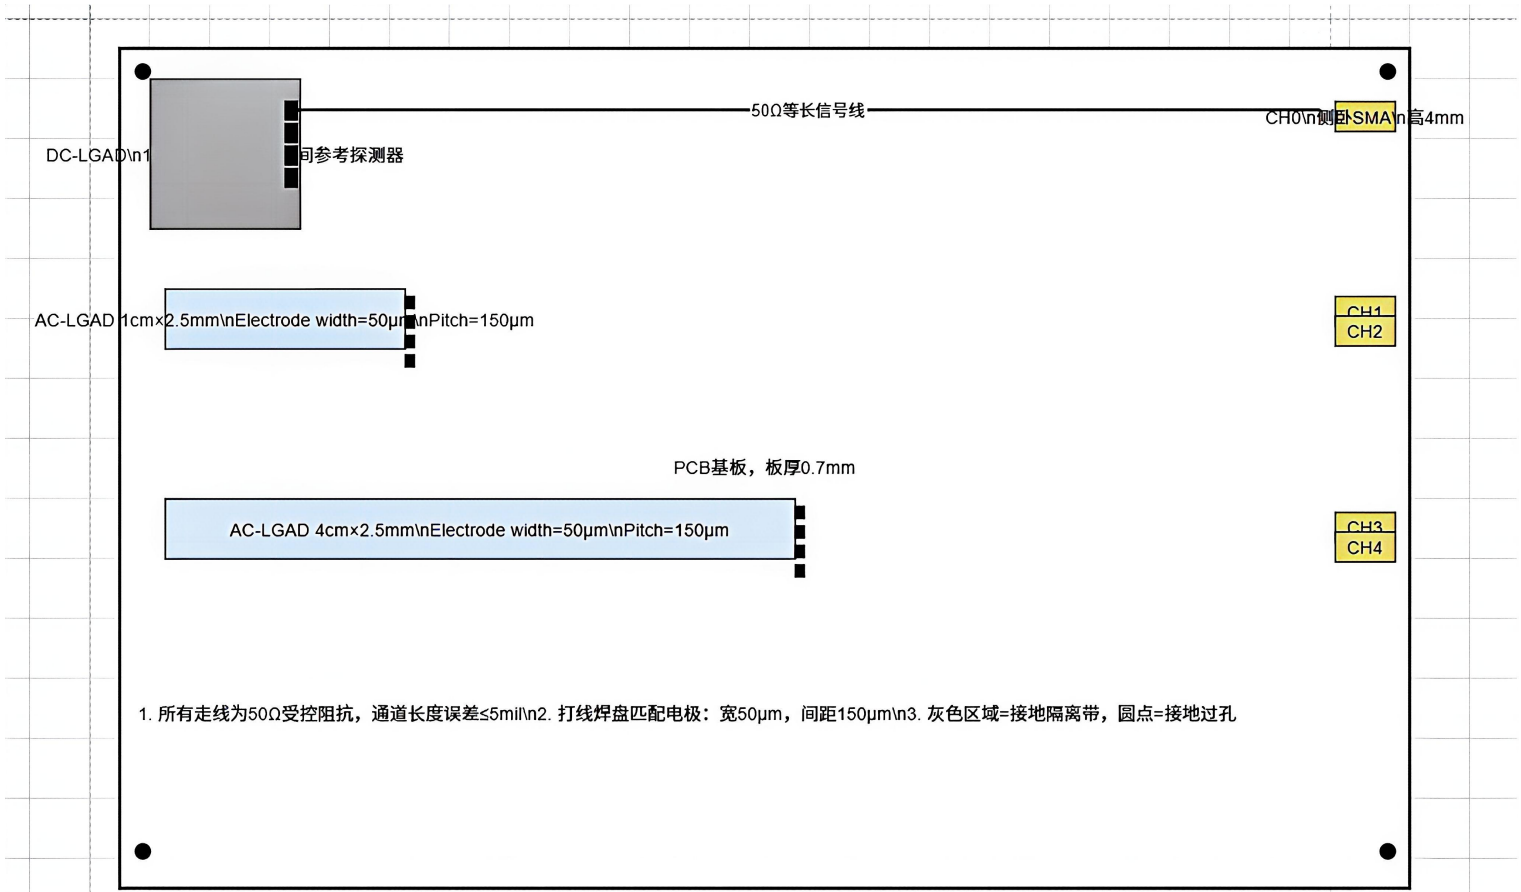 50Ω等长信号线
CH0\n侧卧SMA\n高4mm
DC-LGAD\n1
间参考探测器
AC-LGAD 1cm×2.5mm\nElectrode width=50μm\nPitch=150μm
CH1
CH2
PCB基板，板厚0.7mm
AC-LGAD 4cm×2.5mm\nElectrode width=50μm\nPitch=150μm
CH3
CH4
1. 所有走线为50Ω受控阻抗，通道长度误差≤5mil\n2. 打线焊盘匹配电极：宽50μm，间距150μm\n3. 灰色区域=接地隔离带，圆点=接地过孔